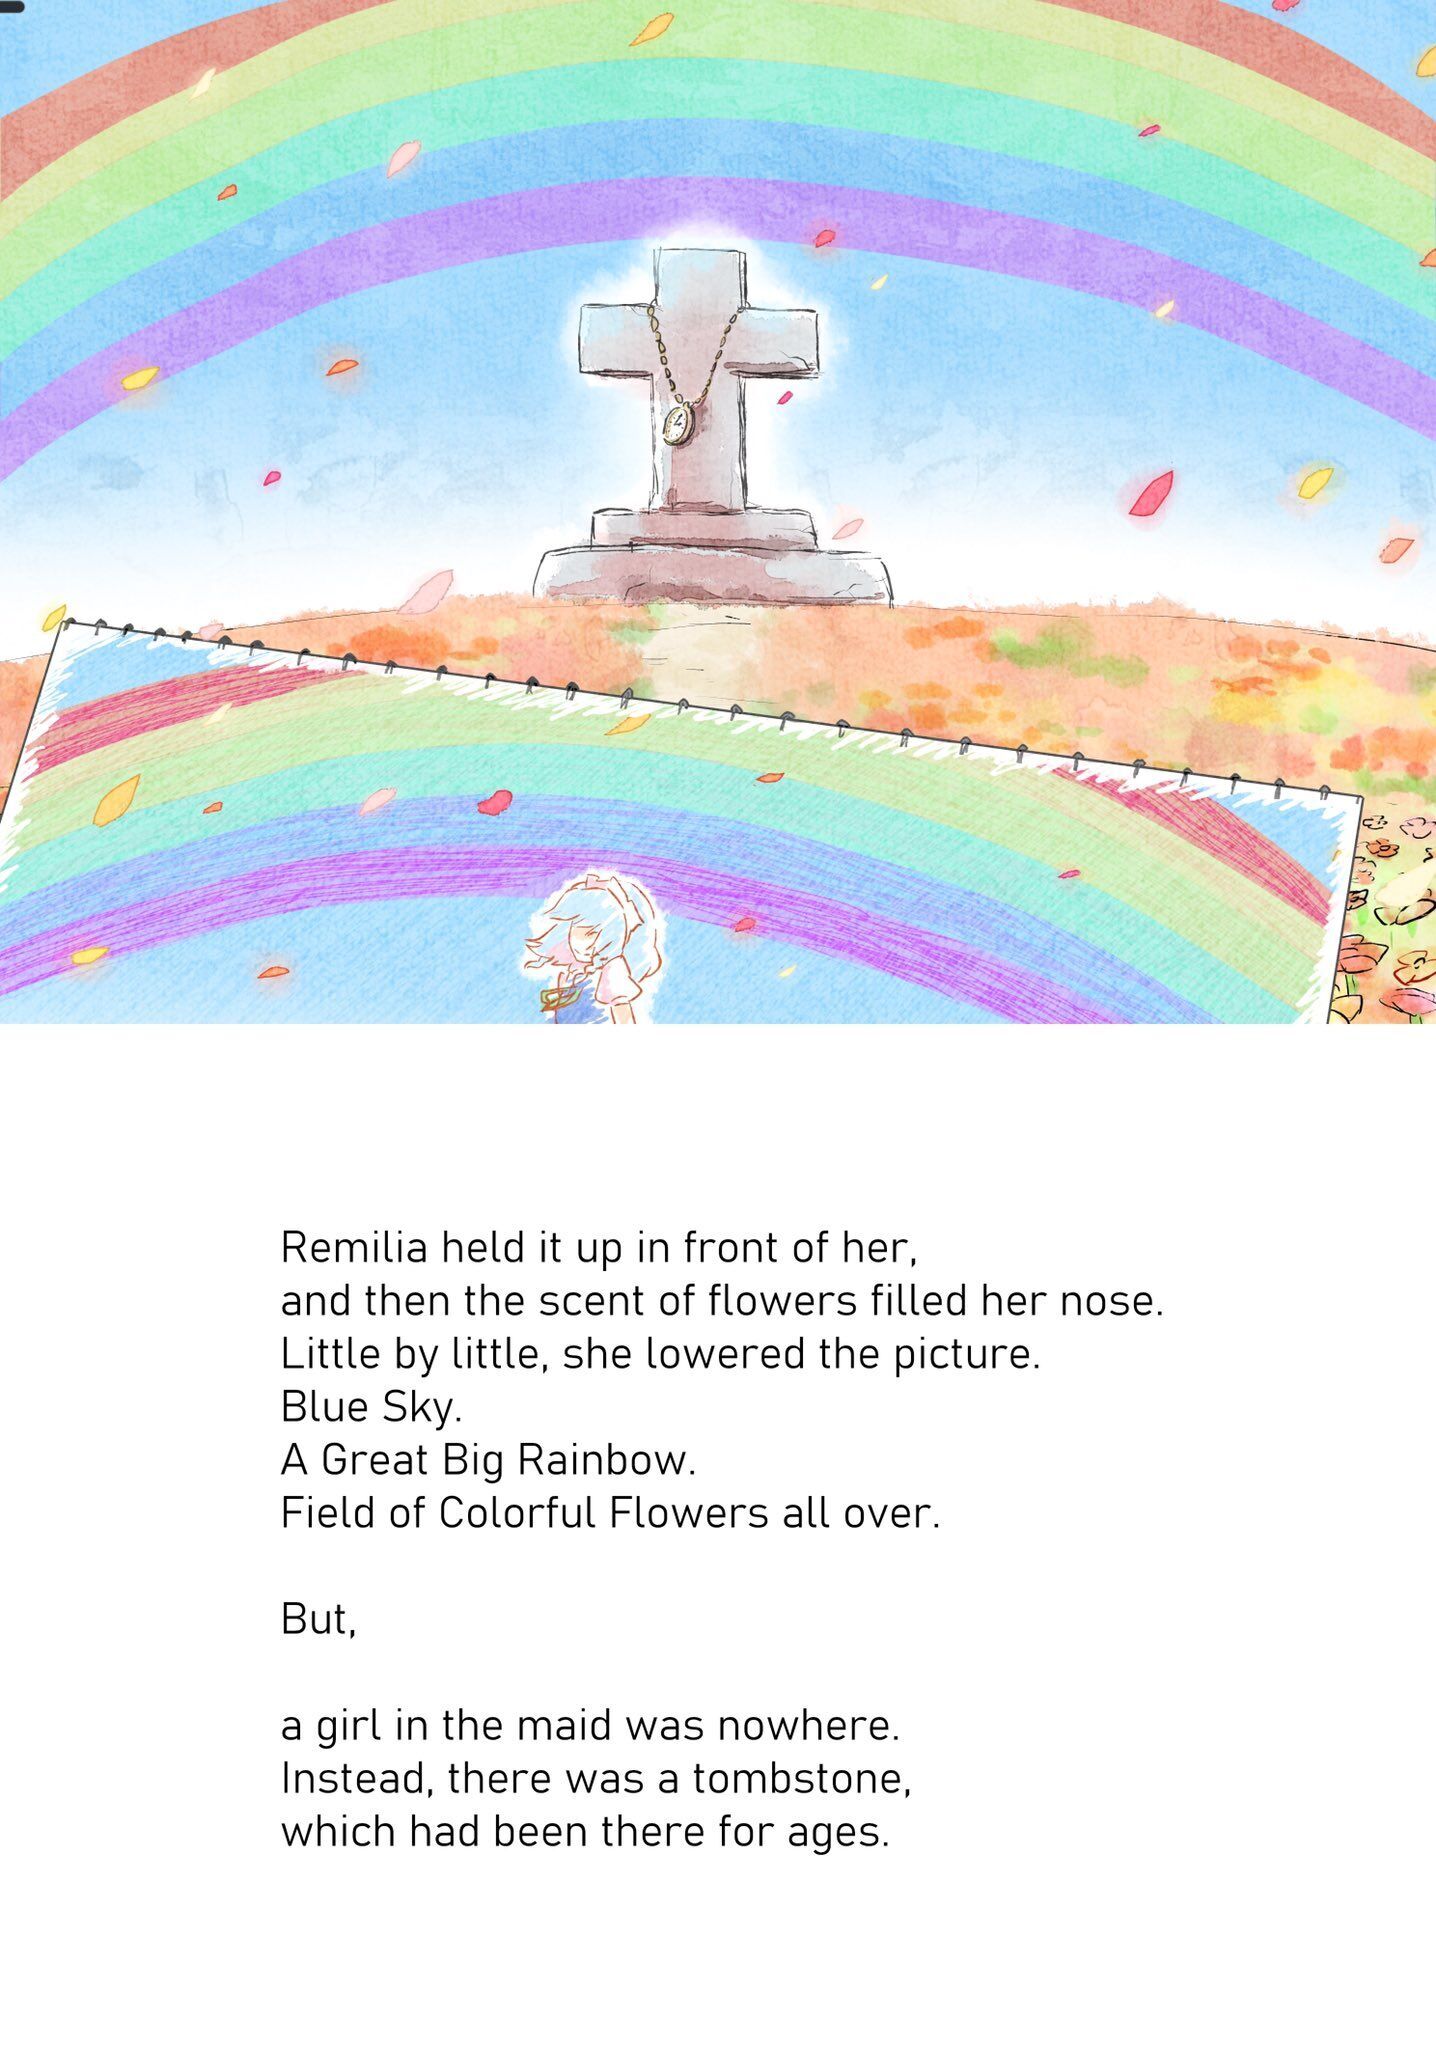 Remilia held it up in front of her,
and then the scent of flowers filled her nose.
Little by little, she lowered the picture.
Blue Sky.
A Great Big Rainbow.
Field of Colorful Flowers all over.
But,
a girl in the maid was nowhere.
Instead, there was a tombstone,
which had been there for ages.